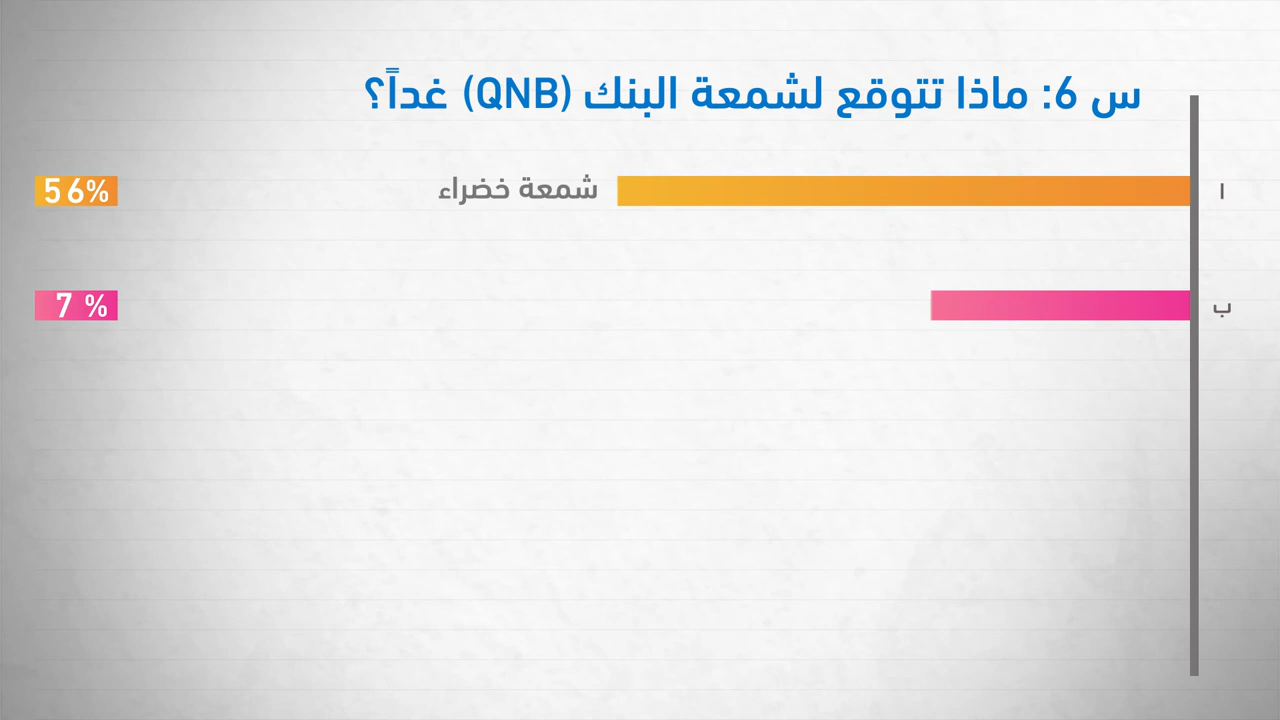 س 6: ماذا تتوقع لشمعة البنك (QNB) غداً؟
ا شمعة خضراء 56%
ب 7 %